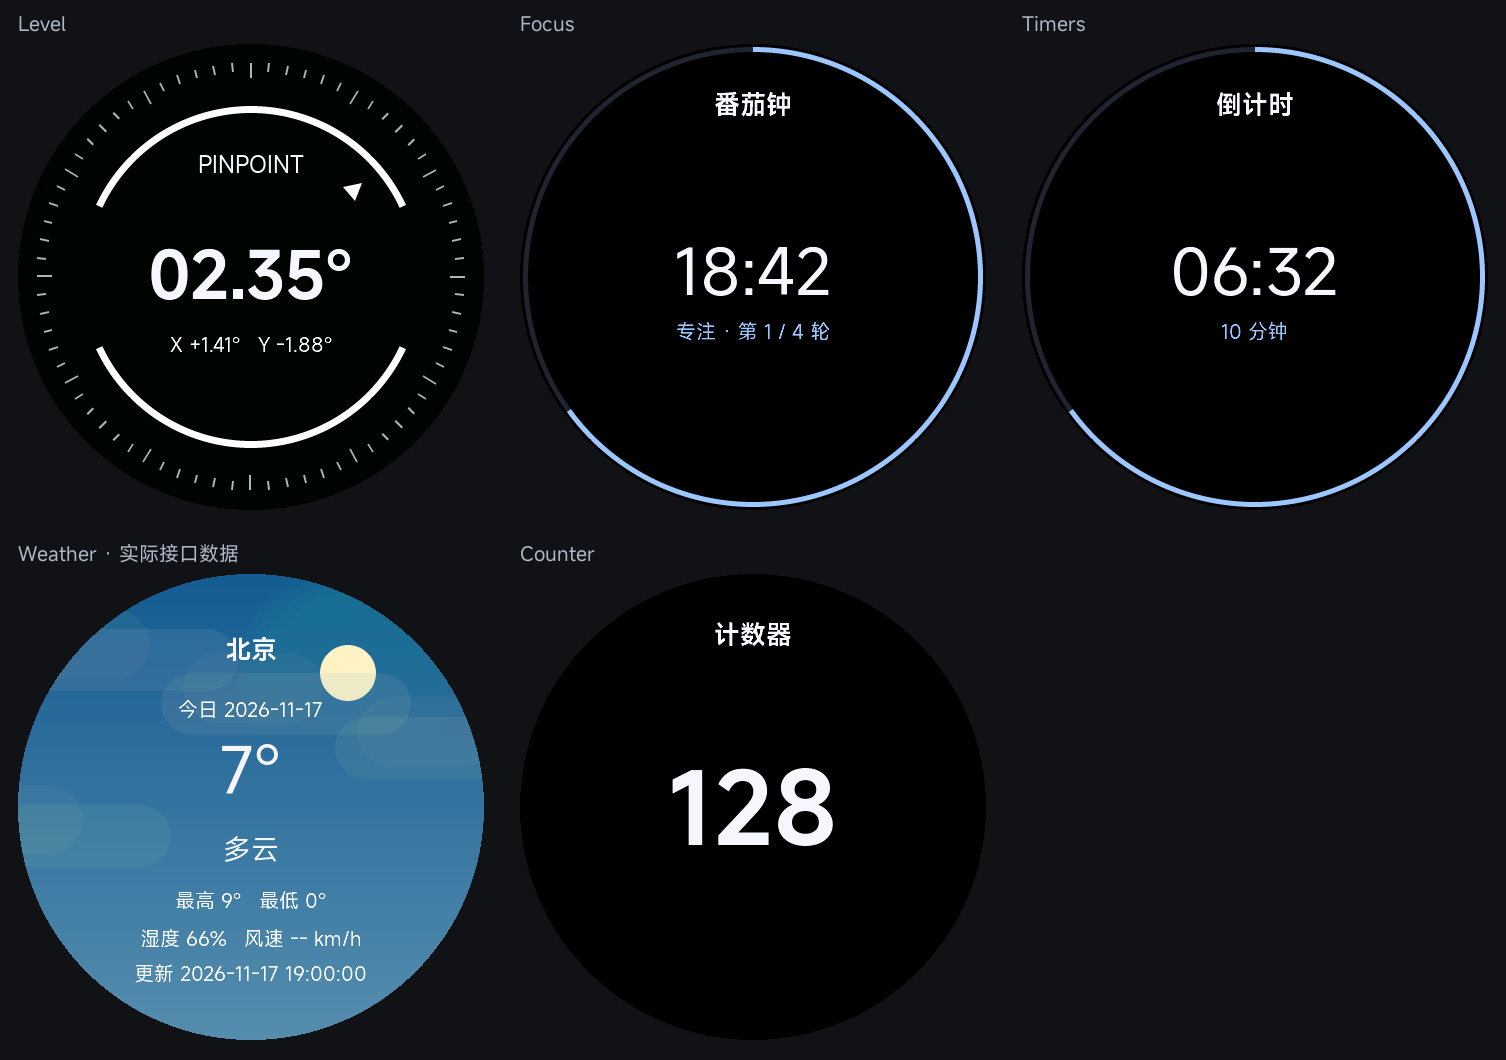 Level
PINPOINT
02.35°
X +1.41° Y -1.88°
Focus
番茄钟
18:42
专注 · 第 1 / 4 轮
Timers
倒计时
06:32
10 分钟
Weather · 实际接口数据
北京
今日 2026-11-17
7°
多云
最高 9° 最低 0°
湿度 66% 风速 -- km/h
更新 2026-11-17 19:00:00
Counter
计数器
128